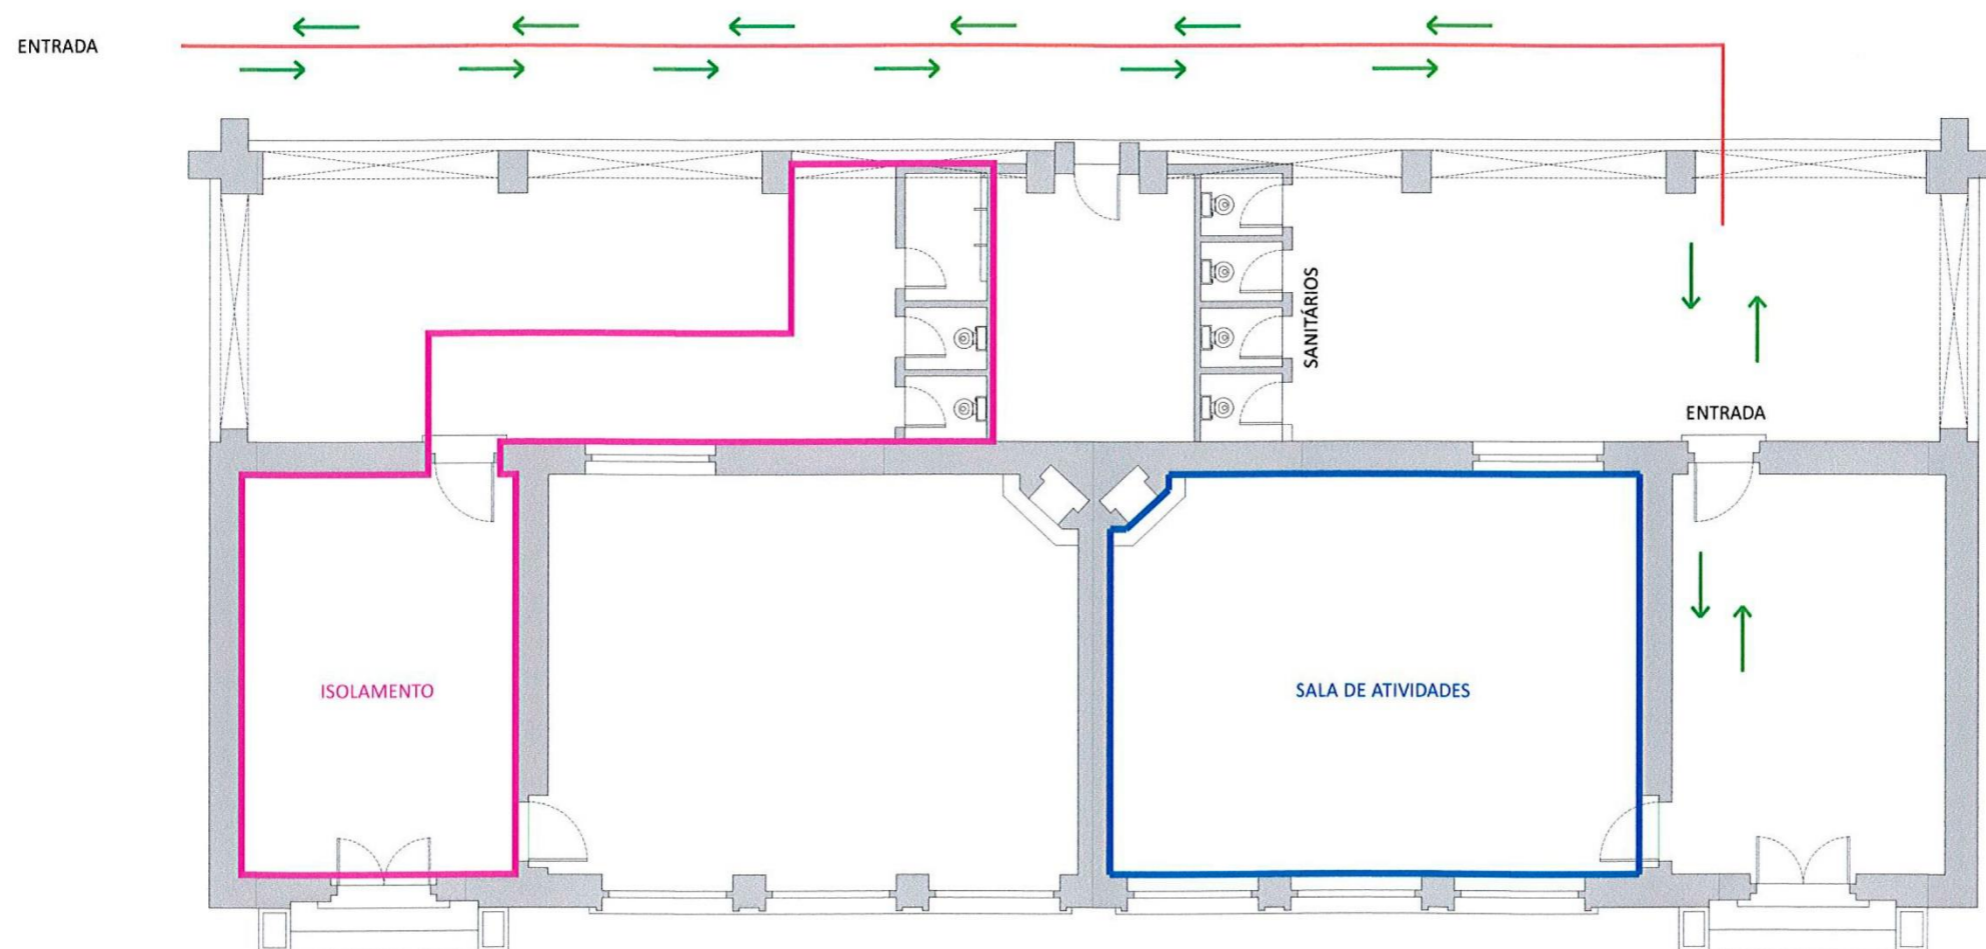 ENTRADA
SANITÁRIOS
ENTRADA
ISOLAMENTO
SALA DE ATIVIDADES